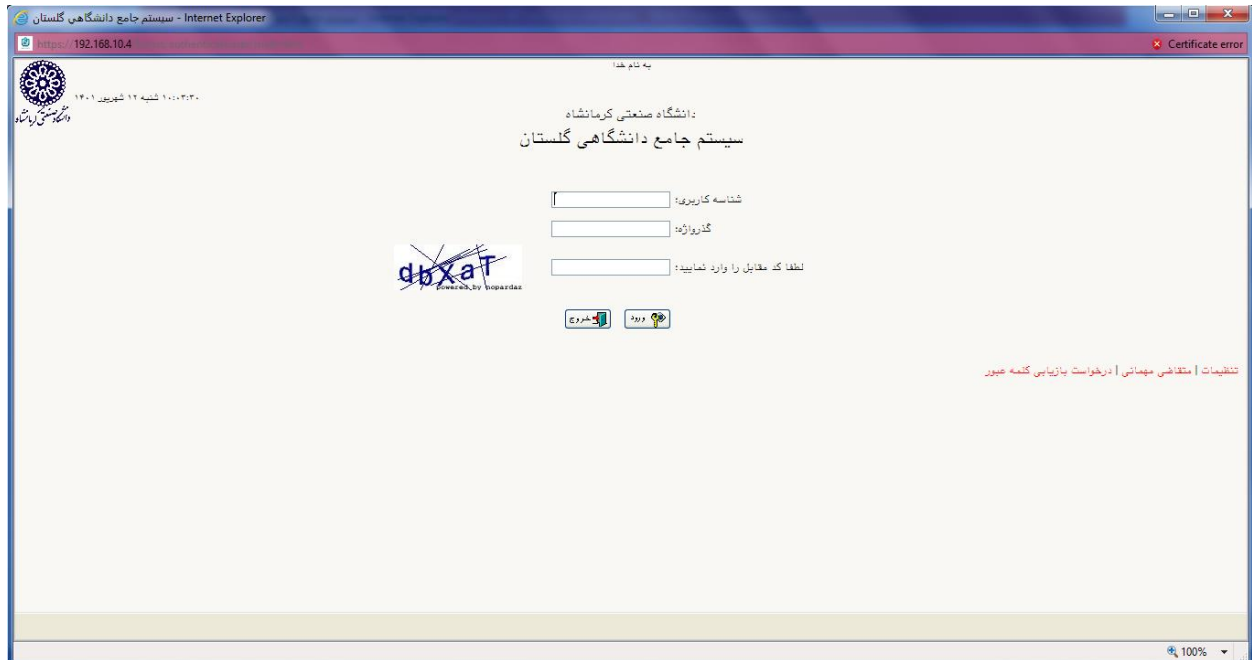 سیستم جامع دانشگاهی گلستان - Internet Explorer
https://192.168.10.4
Certificate error
به نام خدا
۱۰:۰۳:۳۰ شنبه ۱۲ شهریور ۱۴۰۱
دانشگاه صنعتی کرمانشاه
دانشگاه صنعتی کرمانشاه
سیستم جامع دانشگاهی گلستان
شناسه کاربری:
گذرواژه:
لطفا کد مقابل را وارد نمایید:
dbXaT
powered by nopardaz
ورود
خروج
تنظیمات | متقاضی مهمانی | درخواست بازیابی کلمه عبور
100%